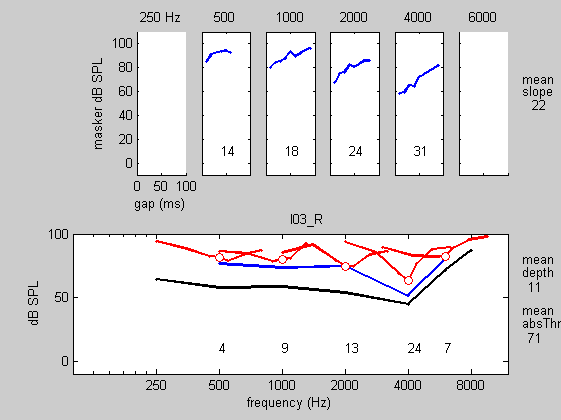 250 Hz 500 1000 2000 4000 6000
100
80
60
40
20
0
masker dB SPL
14 18 24 31
0 50 100
gap (ms)
mean
slope
22
I03_R
100
50
0
dB SPL
4 9 13 24 7
250 500 1000 2000 4000 8000
frequency (Hz)
mean
depth
11
mean
absThr
71